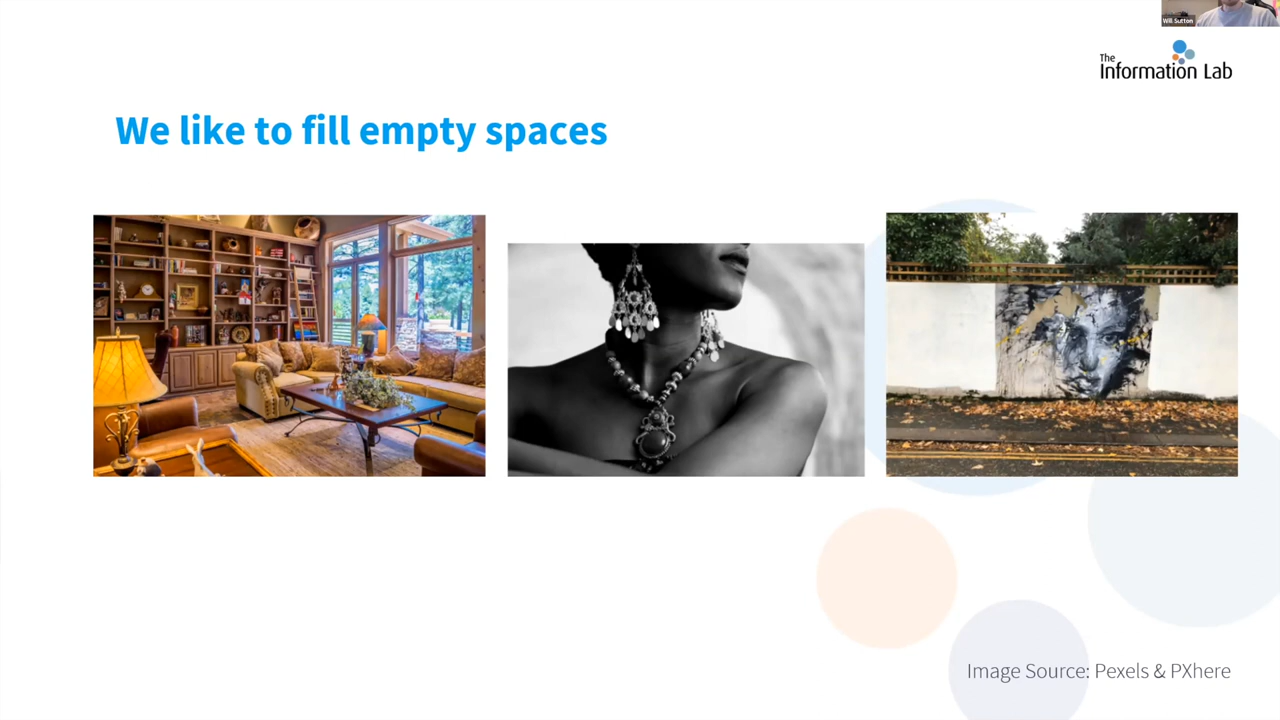 Will Sutton
The
Information Lab
We like to fill empty spaces
Image Source: Pexels & PXhere